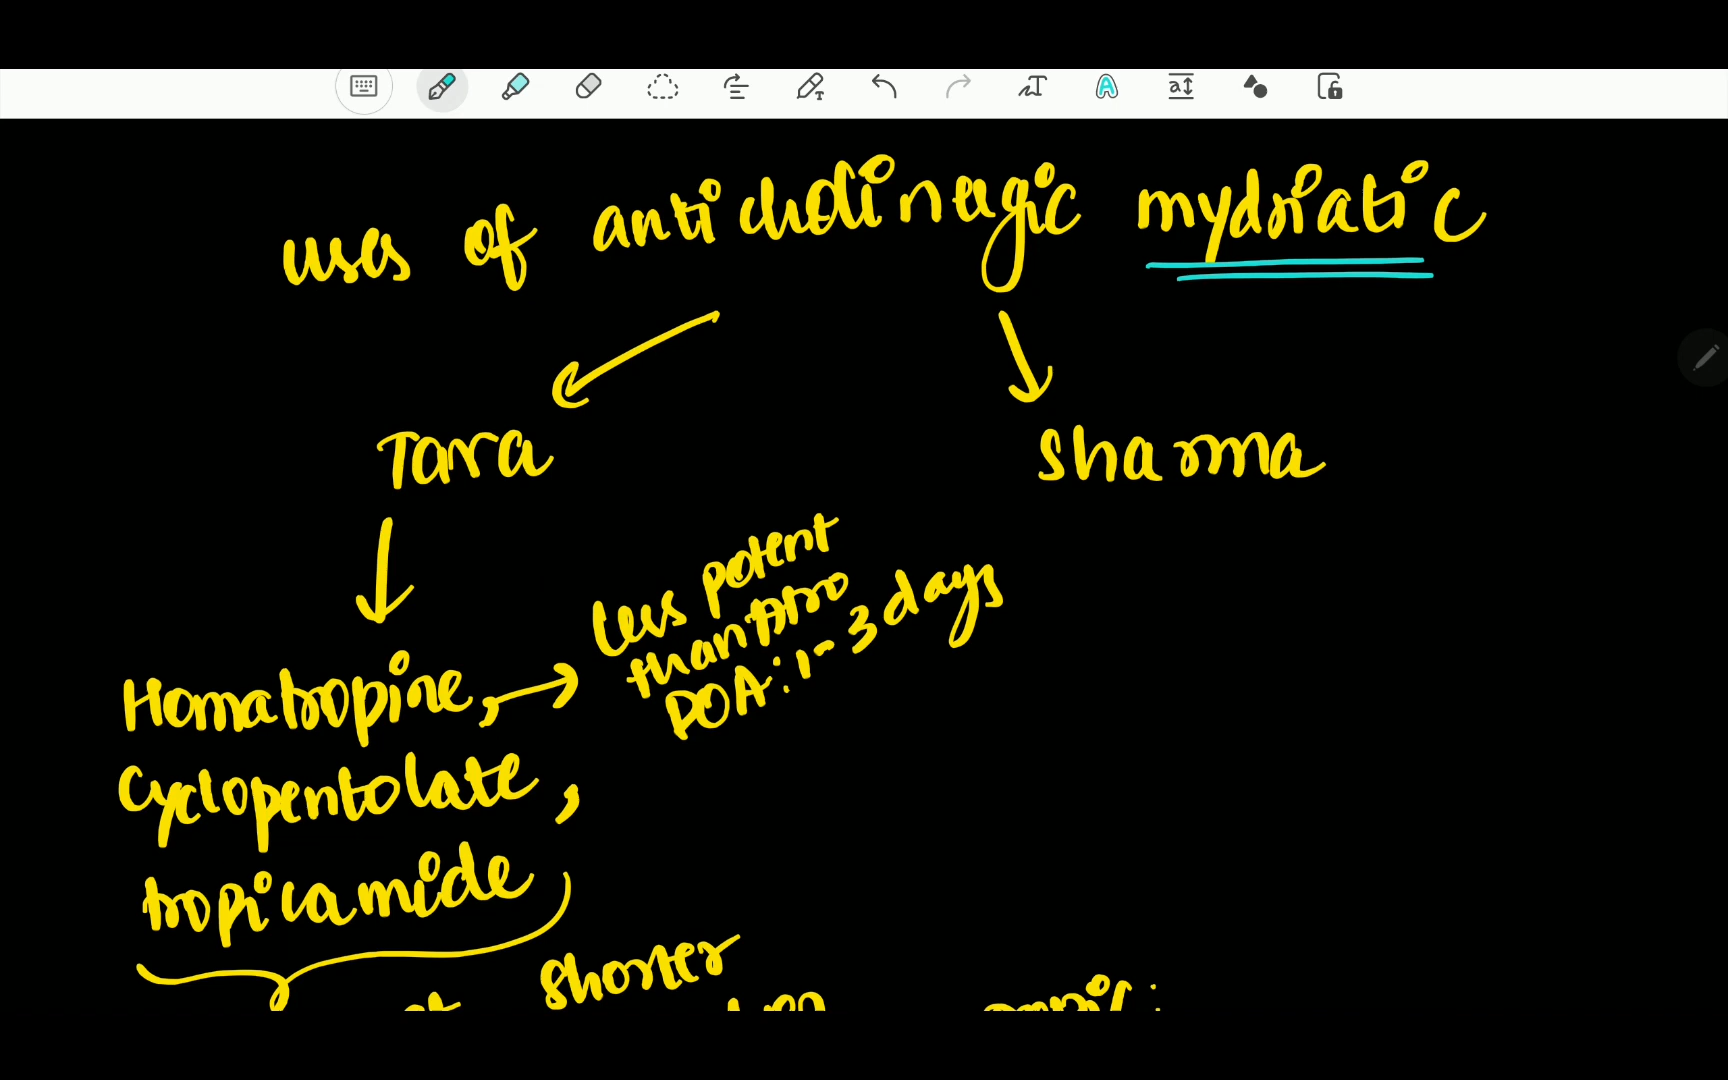 uses of anticholinergic mydriatic
Tara
Sharma
Homatropine,
less potent
than Atro
DOA: 1-3 days
Cyclopentolate,
tropicamide
shorter